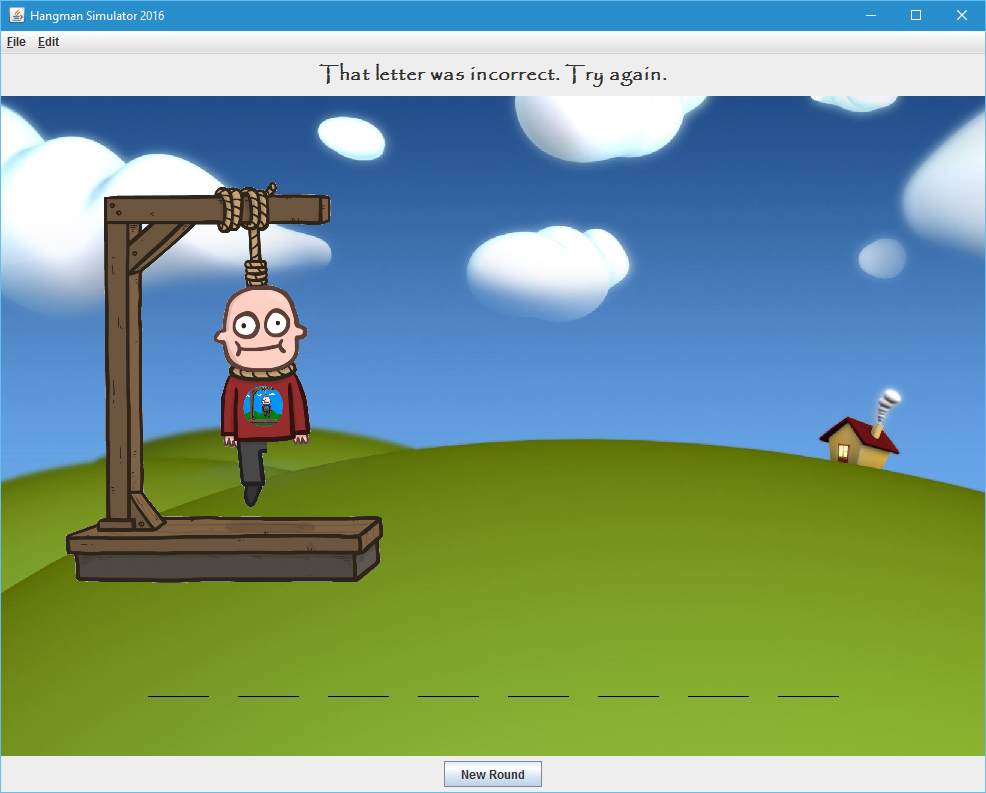 Hangman Simulator 2016
File Edit
That letter was incorrect. Try again.
New Round